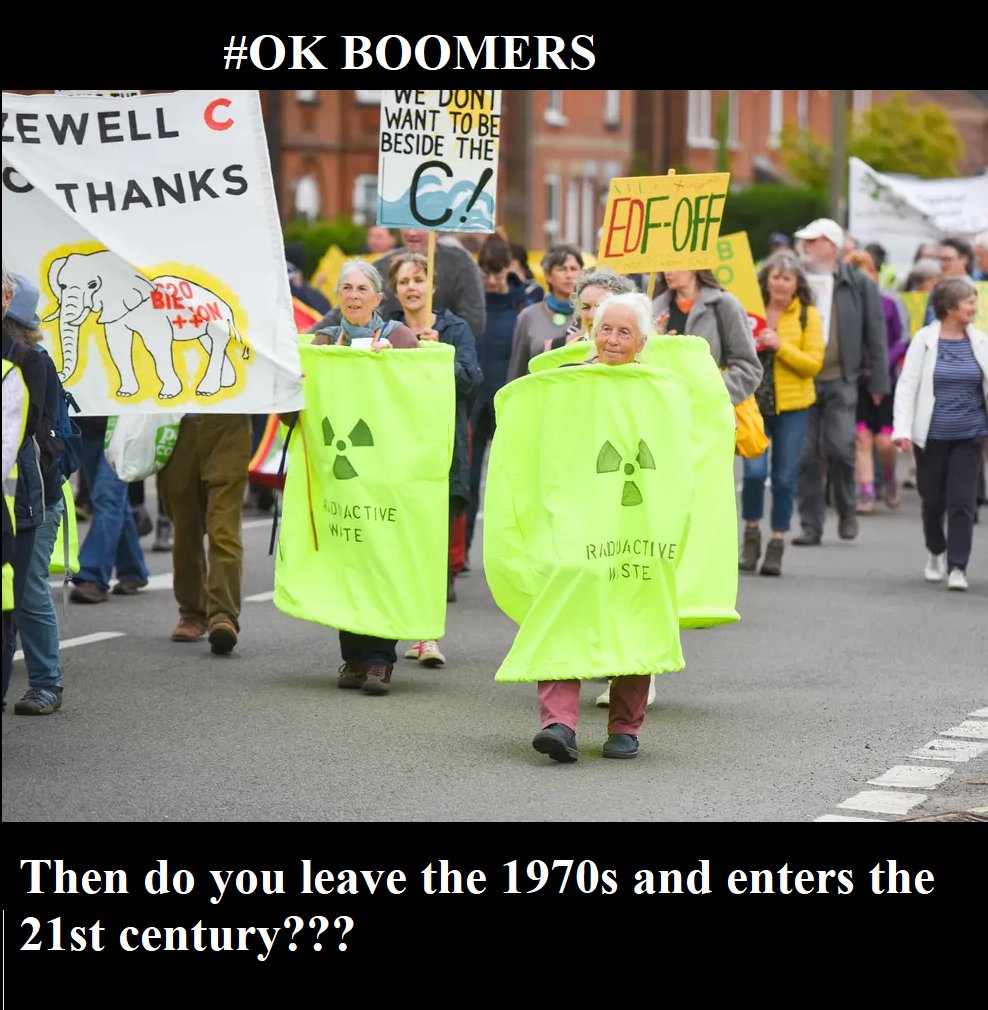 #OK BOOMERS
ZEWELL C
C THANKS
£20
BIE
++ION
WE DON'T
WANT TO BE
BESIDE THE
C!
EDF-OFF
B
O
RADIOACTIVE
WASTE
RADIOACTIVE
WASTE
Then do you leave the 1970s and enters the
21st century???